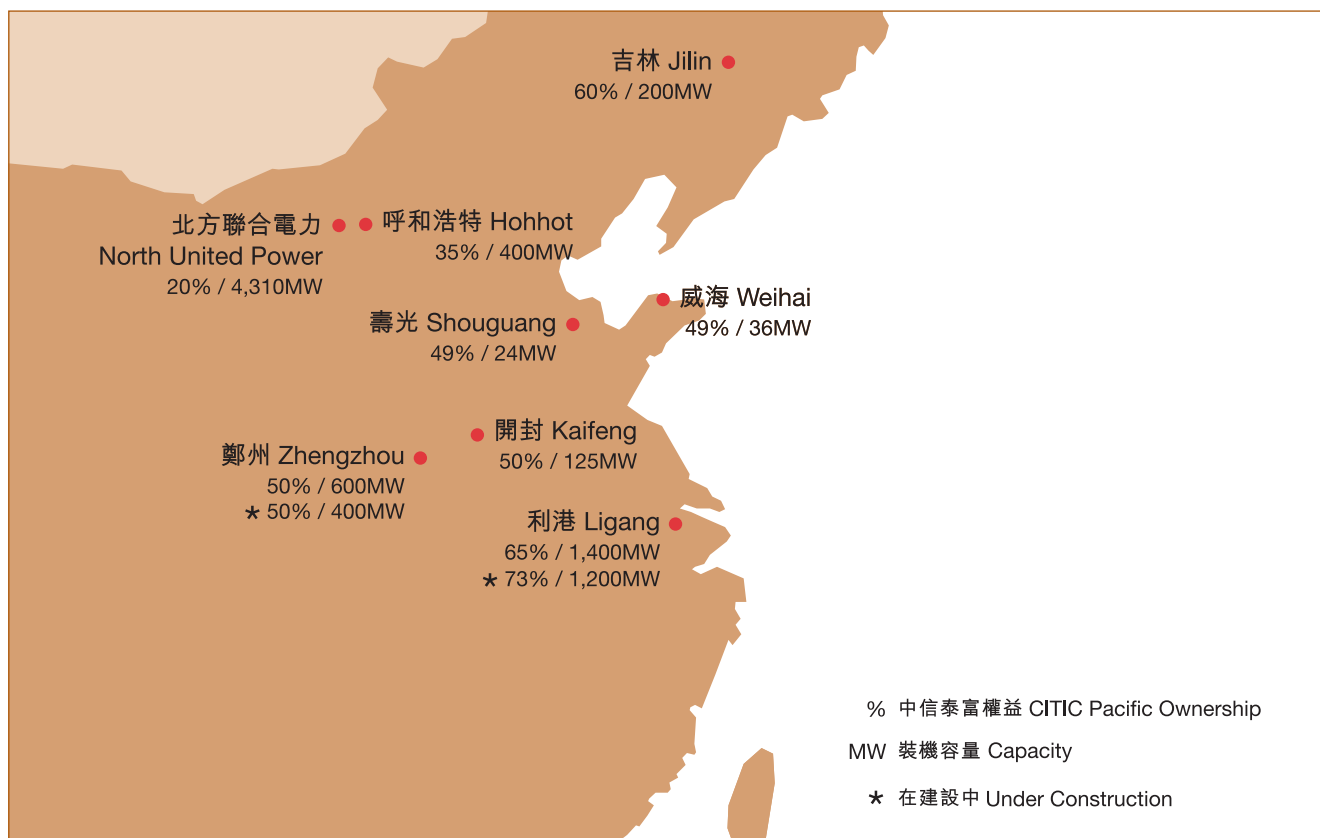 吉林 Jilin
60% / 200MW
北方聯合電力
North United Power
20% / 4,310MW
呼和浩特 Hohhot
35% / 400MW
威海 Weihai
49% / 36MW
壽光 Shouguang
49% / 24MW
開封 Kaifeng
50% / 125MW
鄭州 Zhengzhou
50% / 600MW
* 50% / 400MW
利港 Ligang
65% / 1,400MW
* 73% / 1,200MW
% 中信泰富權益 CITIC Pacific Ownership
MW 裝機容量 Capacity
* 在建設中 Under Construction